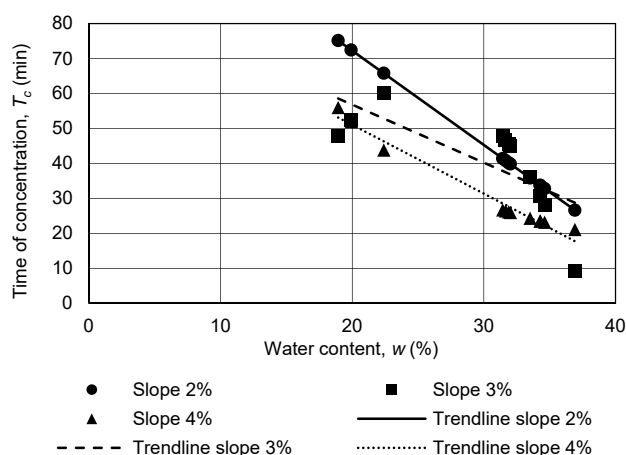 Time of concentration, T_c (min)
80
70
60
50
40
30
20
10
0
0 10 20 30 40
Water content, w (%)
Slope 2% Slope 3%
Slope 4% Trendline slope 2%
Trendline slope 3% Trendline slope 4%